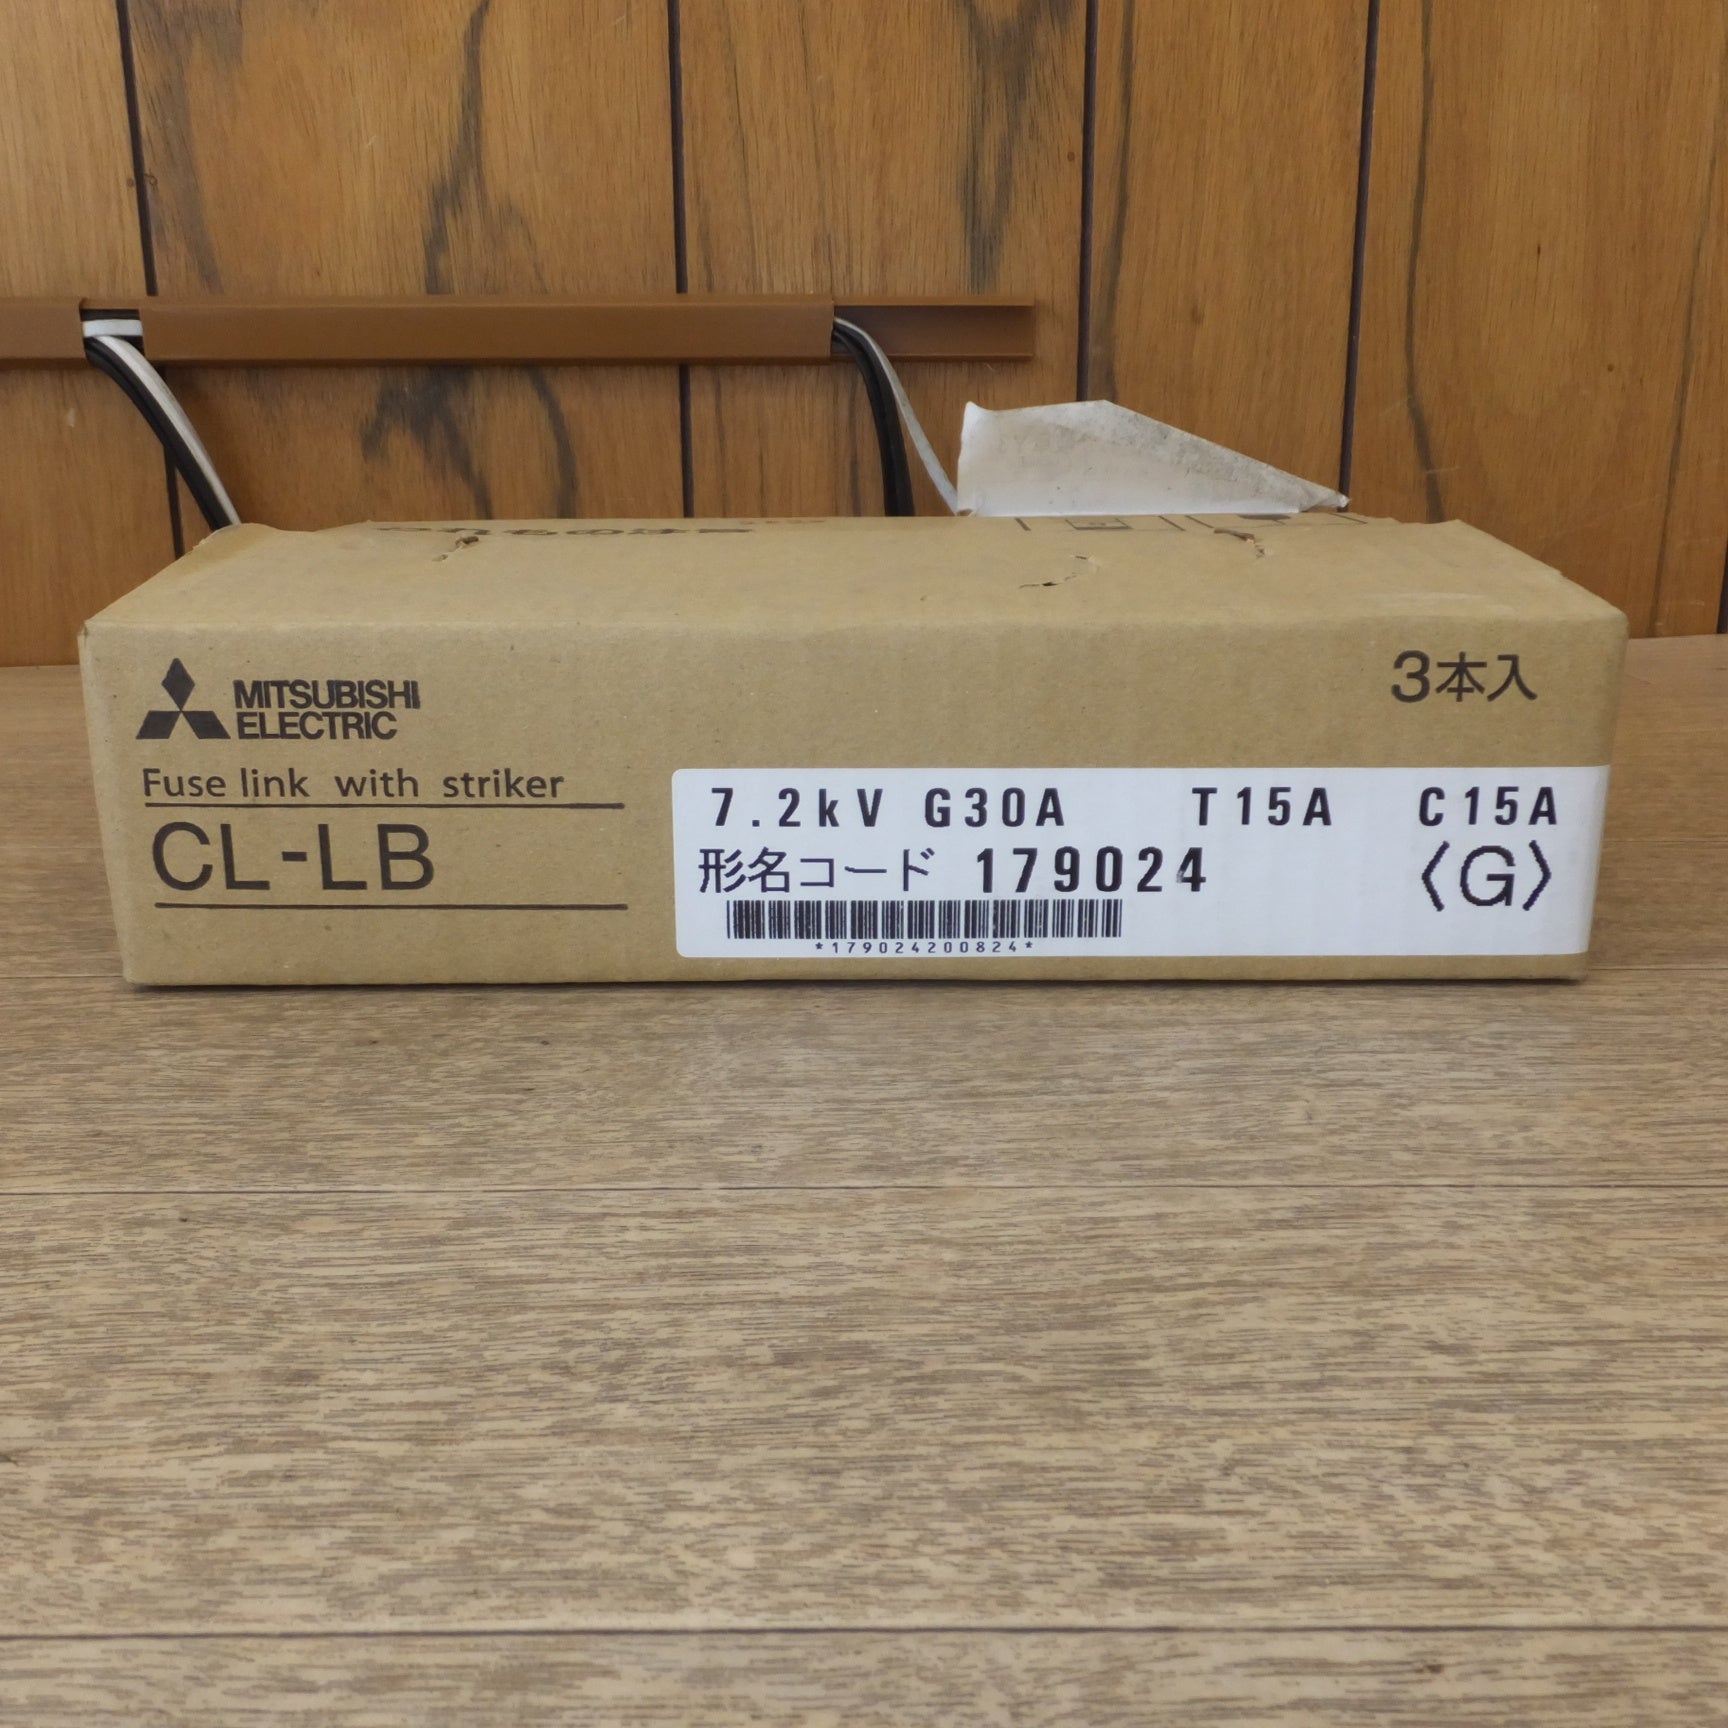 MITSUBISHI
ELECTRIC
3本入
Fuse link with striker
CL-LB
7.2kV G30A T15A C15A
形名コード 179024 〈G〉
*179024200824*